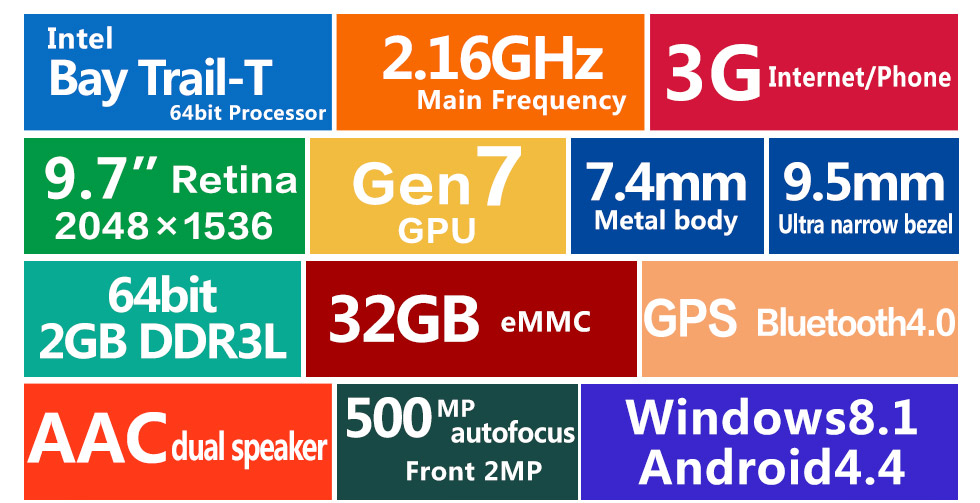 Intel
Bay Trail-T
64bit Processor
2.16GHz
Main Frequency
3G Internet/Phone
9.7” Retina
2048×1536
Gen7
GPU
7.4mm
Metal body
9.5mm
Ultra narrow bezel
64bit
2GB DDR3L
32GB eMMC
GPS Bluetooth4.0
AAC dual speaker
500 MP
autofocus
Front 2MP
Windows8.1
Android4.4